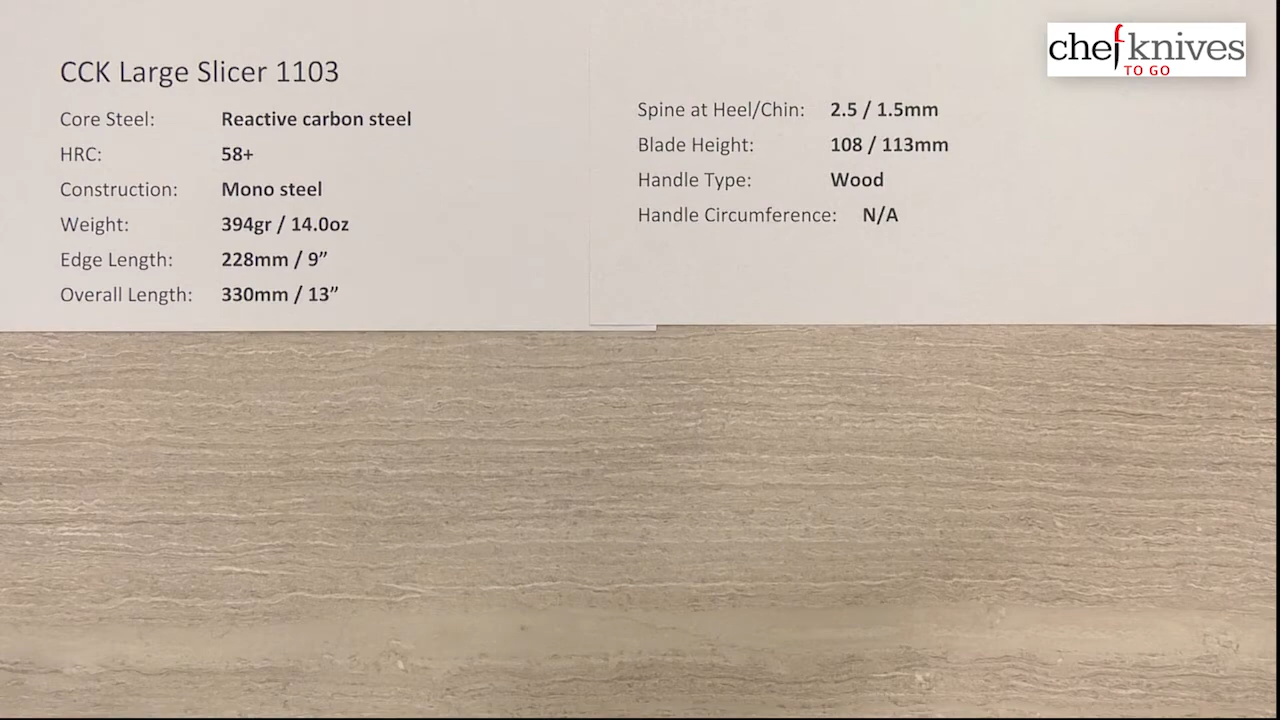 CCK Large Slicer 1103
Core Steel: Reactive carbon steel
HRC: 58+
Construction: Mono steel
Weight: 394gr / 14.0oz
Edge Length: 228mm / 9”
Overall Length: 330mm / 13”
Spine at Heel/Chin: 2.5 / 1.5mm
Blade Height: 108 / 113mm
Handle Type: Wood
Handle Circumference: N/A
chef knives
TO GO